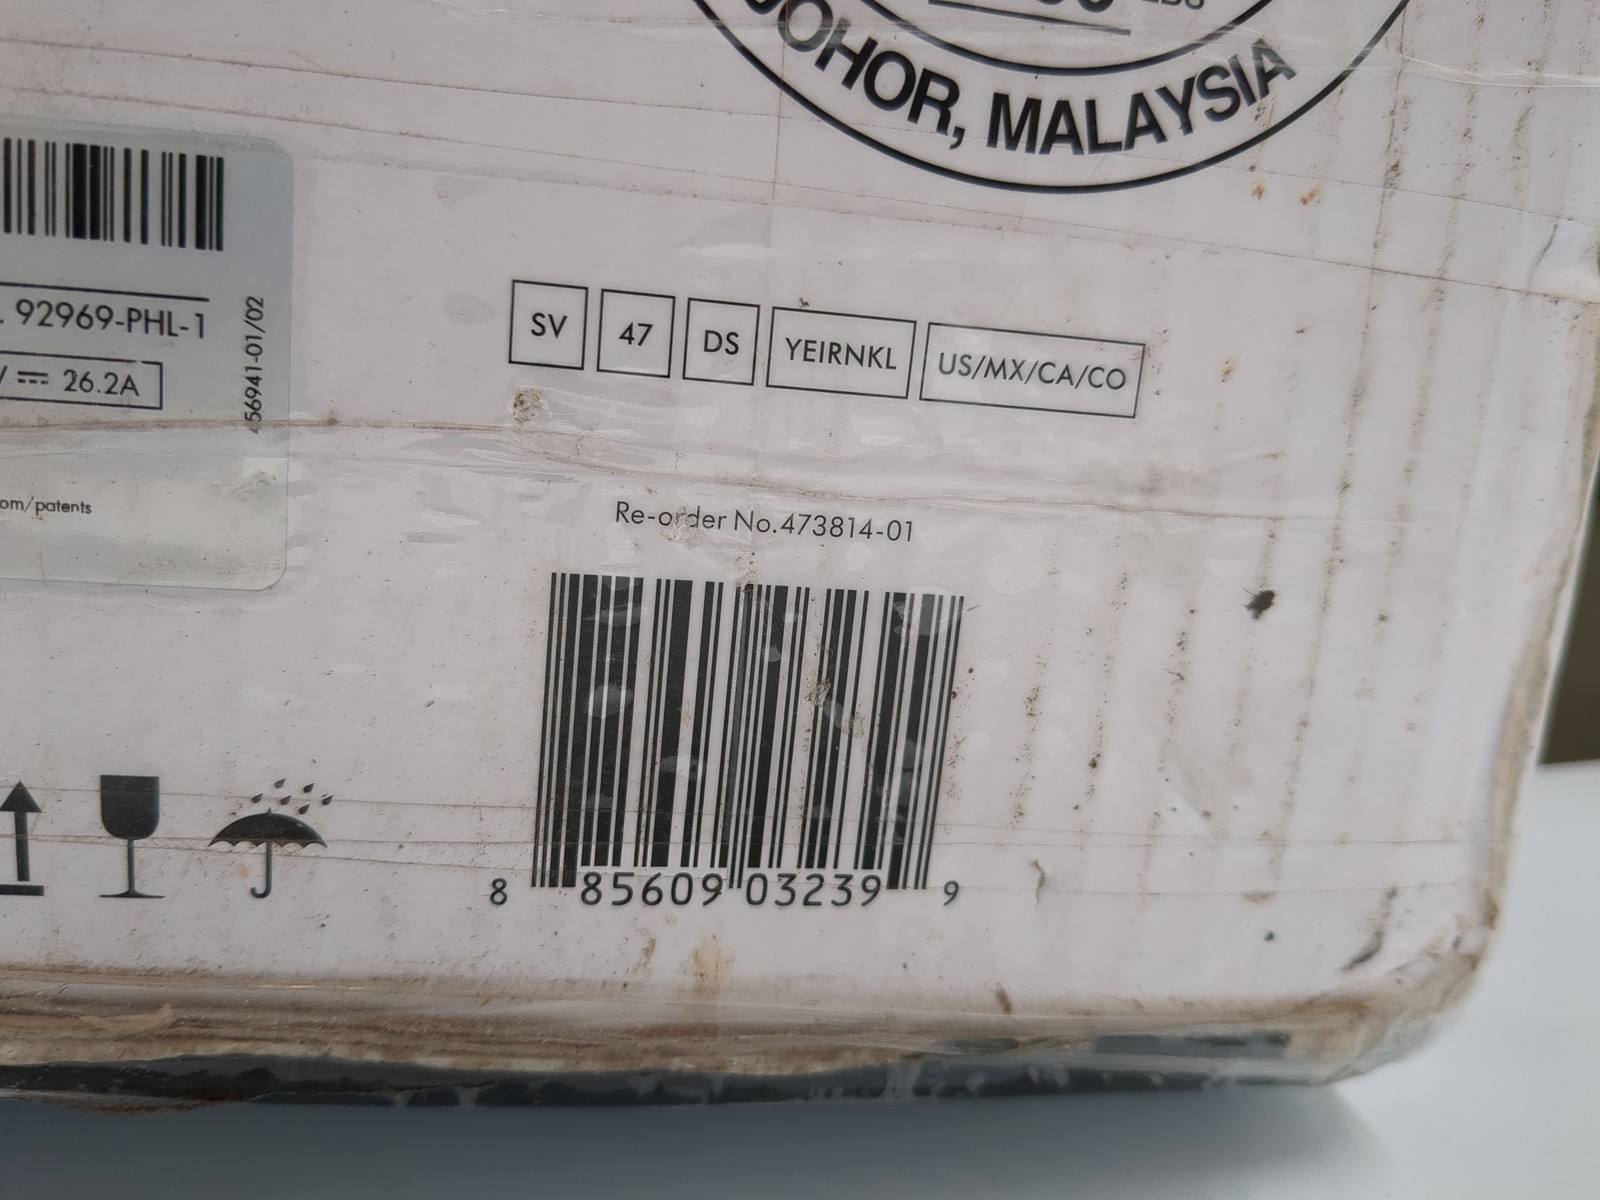 JOHOR, MALAYSIA
92969-PHL-1
26.2A
56941-01/02
om/patents
SV 47 DS YEIRNKL US/MX/CA/CO
Re-order No.473814-01
8 85609 03239 9